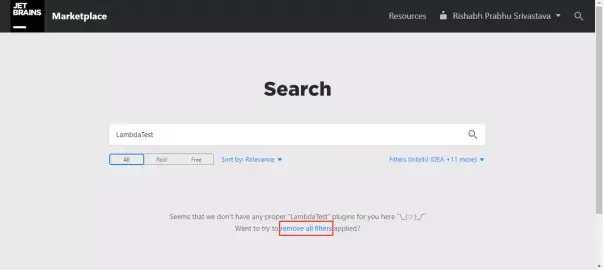 JET
BRAINS
Marketplace
Resources
Rishabh Prabhu Srivastava
Search
LambdaTest
All
Paid
Free
Sort by: Relevance
Filters (IntelliJ IDEA +11 more)
Seems that we don't have any proper "LambdaTest" plugins for you here ¯\_(ツ)_/¯
Want to try to remove all filters applied?